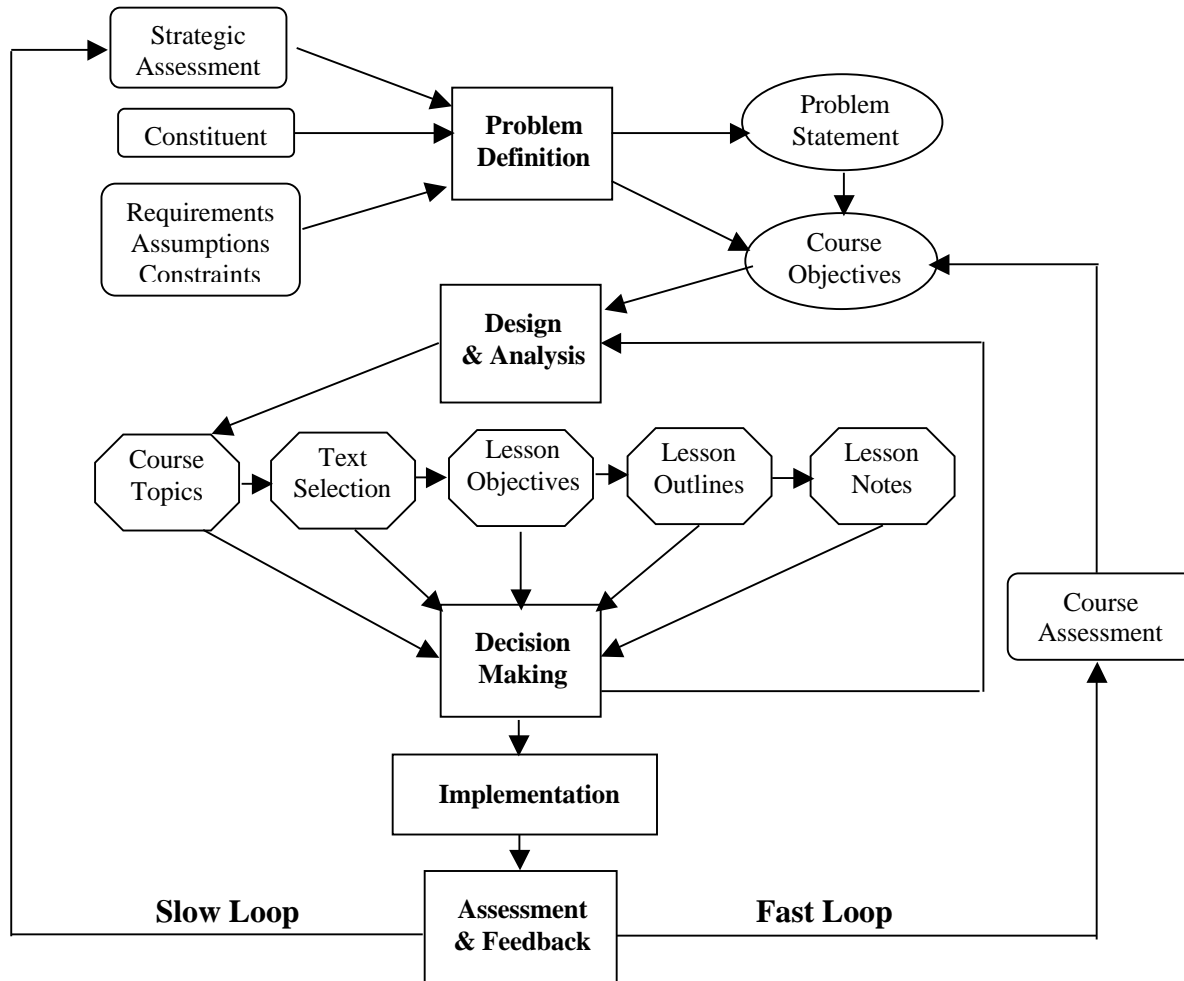 Strategic
Assessment
Constituent
Requirements
Assumptions
Constraints
Problem
Definition
Problem
Statement
Course
Objectives
Design
& Analysis
Course
Topics
Text
Selection
Lesson
Objectives
Lesson
Outlines
Lesson
Notes
Decision
Making
Course
Assessment
Implementation
Slow Loop
Assessment
& Feedback
Fast Loop